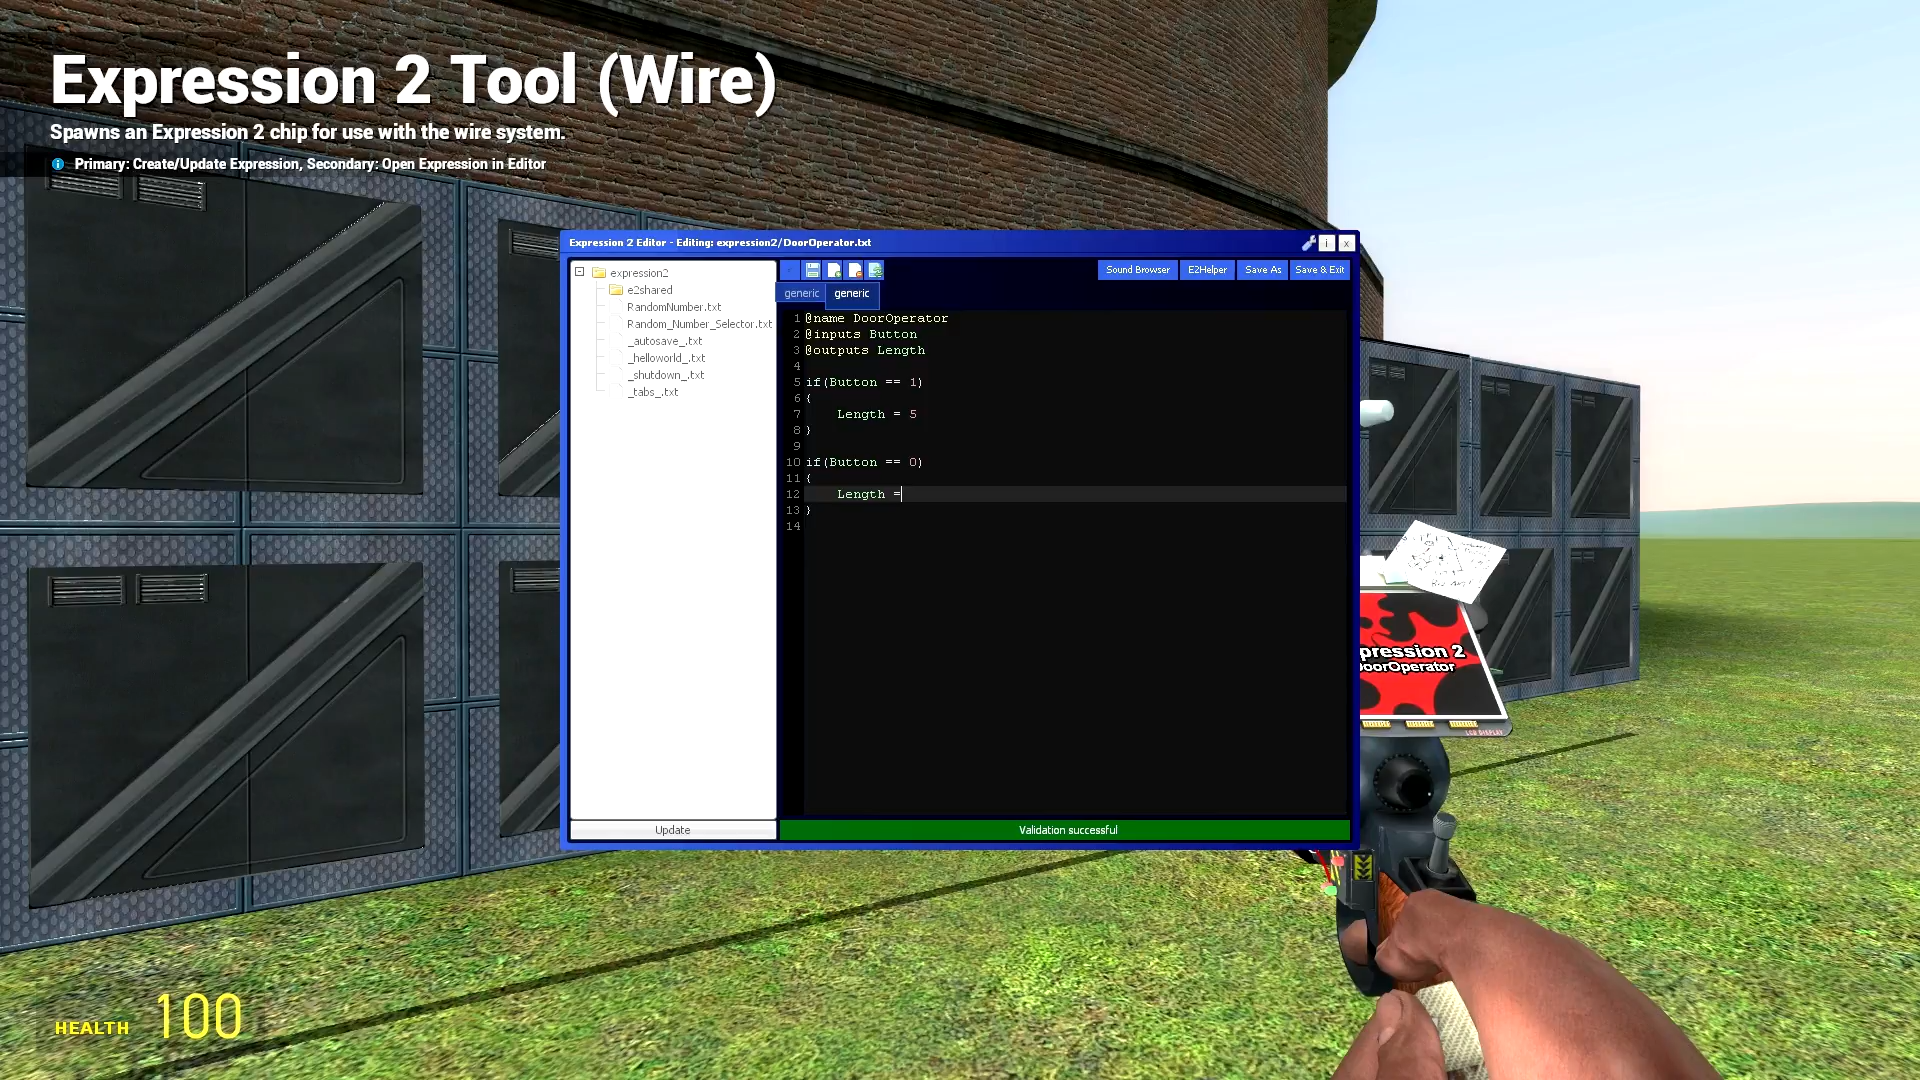 Expression 2 Tool (Wire)
Spawns an Expression 2 chip for use with the wire system.
Primary: Create/Update Expression, Secondary: Open Expression in Editor
Expression 2 Editor - Editing: expression2/DoorOperator.txt
i x
expression2
e2shared
RandomNumber.txt
Random_Number_Selector.txt
_autosave_.txt
_helloworld_.txt
_shutdown_.txt
_tabs_.txt
Update
Sound Browser E2Helper Save As Save & Exit
generic generic
1 @name DoorOperator
2 @inputs Button
3 @outputs Length
4
5 if(Button == 1)
6 {
7 Length = 5
8 }
9
10 if(Button == 0)
11 {
12 Length =
13 }
14
Validation successful
pression 2
DoorOperator
LCD DISPLAY
HEALTH 100